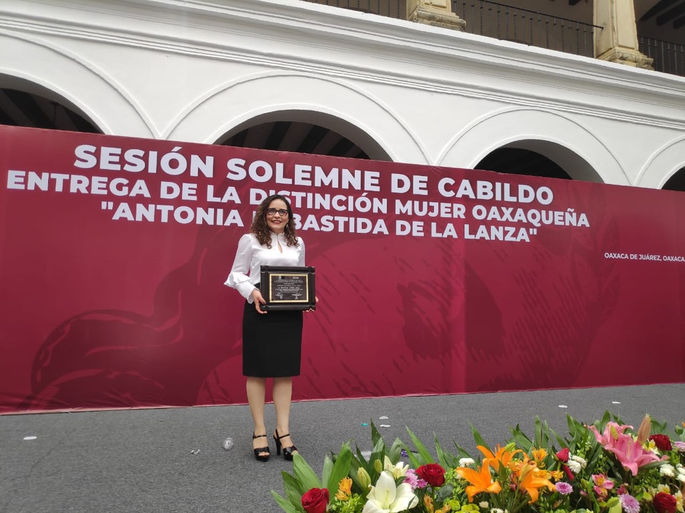 SESIÓN SOLEMNE DE CABILDO
ENTREGA DE LA DISTINCIÓN MUJER OAXAQUEÑA
"ANTONIA BASTIDA DE LA LANZA"
OAXACA DE JUÁREZ, OAXACA